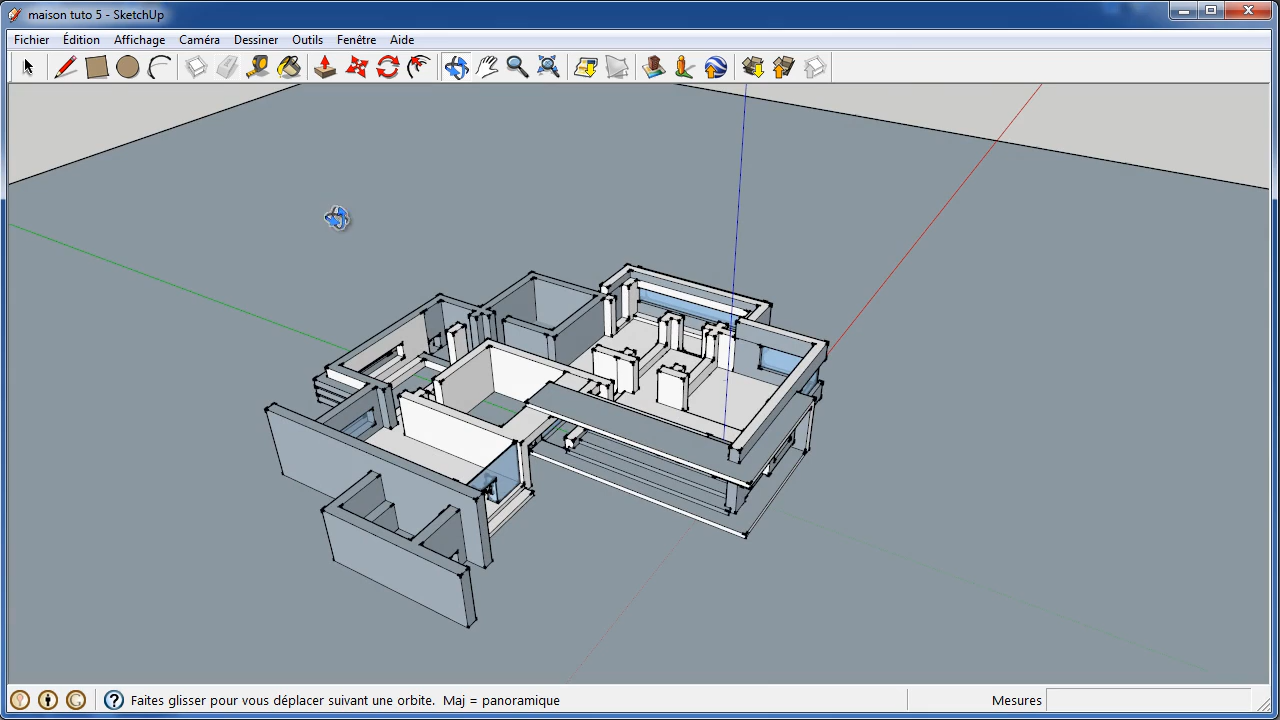 maison tuto 5 - SketchUp
Fichier Édition Affichage Caméra Dessiner Outils Fenêtre Aide
Faites glisser pour vous déplacer suivant une orbite. Maj = panoramique Mesures